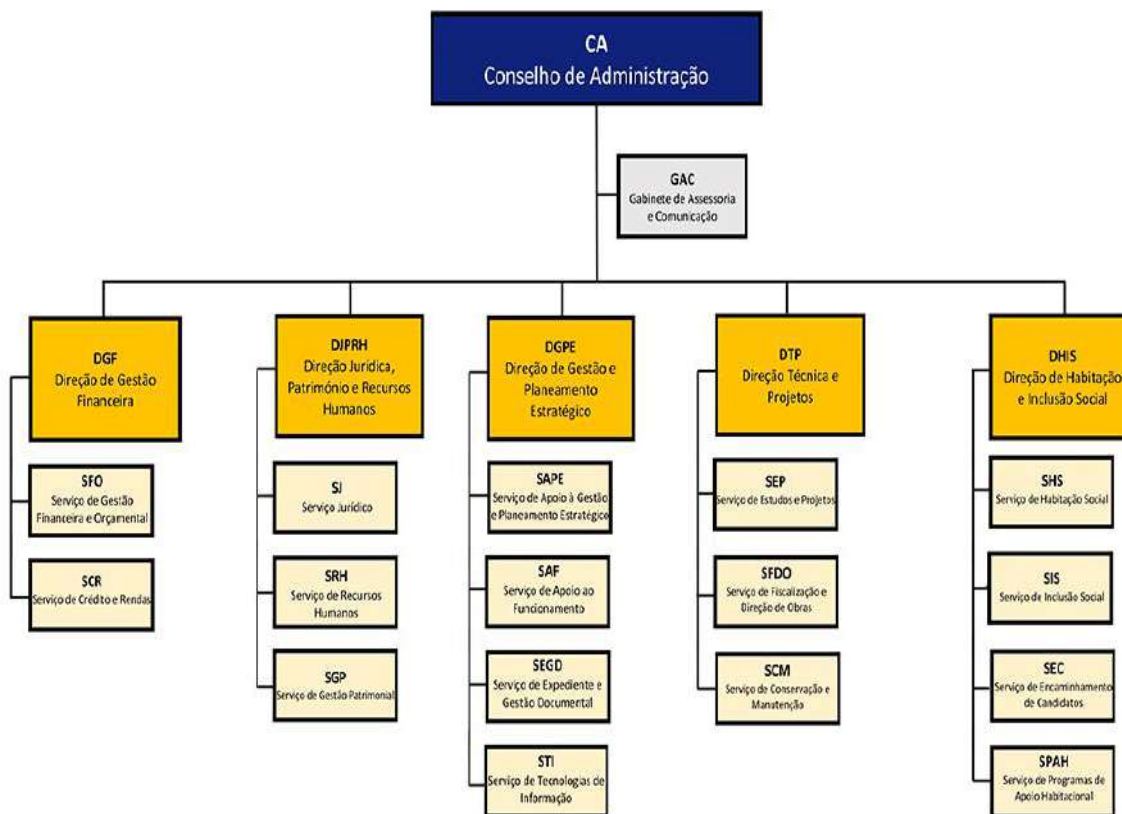 CA
Conselho de Administração
GAC
Gabinete de Assessoria
e Comunicação
DGF
Direção de Gestão
Financeira
SFO
Serviço de Gestão
Financeira e Orçamental
SCR
Serviço de Crédito e Rendas
DJPRH
Direção Jurídica,
Património e Recursos
Humanos
SJ
Serviço Jurídico
SRH
Serviço de Recursos
Humanos
SGP
Serviço de Gestão Patrimonial
DGPE
Direção de Gestão e
Planeamento
Estratégico
SAPE
Serviço de Apoio à Gestão
e Planeamento Estratégico
SAF
Serviço de Apoio ao
Funcionamento
SEGD
Serviço de Expediente e
Gestão Documental
STI
Serviço de Tecnologias de
Informação
DTP
Direção Técnica e
Projetos
SEP
Serviço de Estudos e Projetos
SFDO
Serviço de Fiscalização e
Direção de Obras
SCM
Serviço de Conservação e
Manutenção
DHIS
Direção de Habitação
e Inclusão Social
SHS
Serviço de Habitação Social
SIS
Serviço de Inclusão Social
SEC
Serviço de Encaminhamento
de Candidatos
SPAH
Serviço de Programas de
Apoio Habitacional